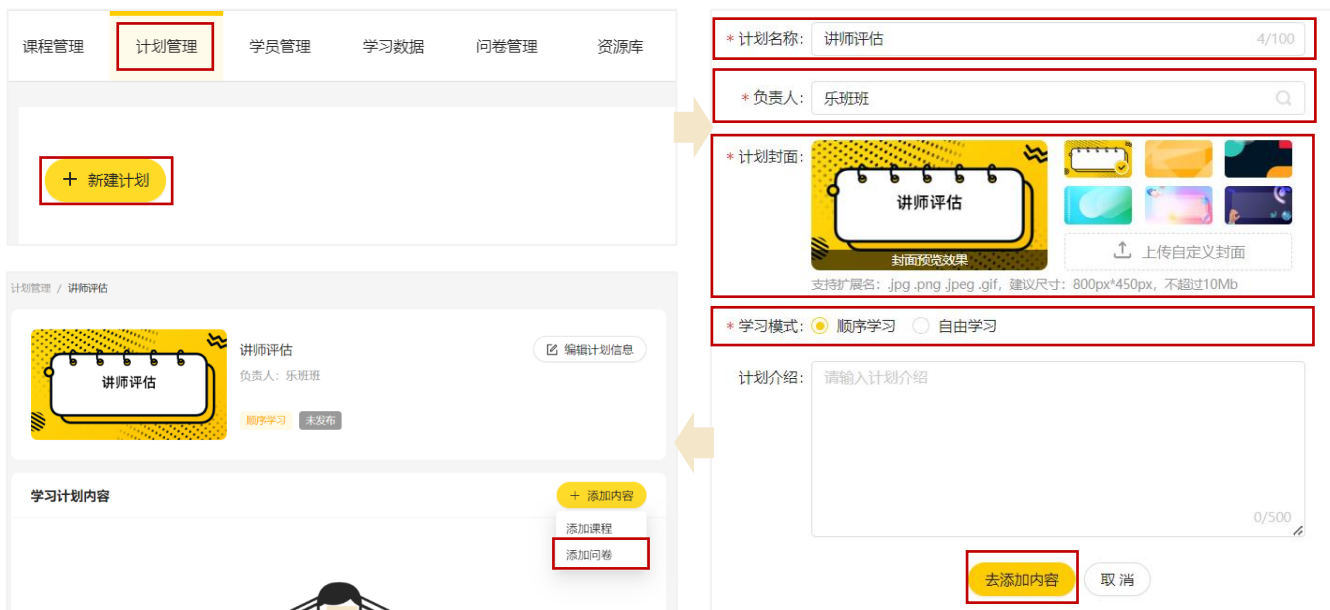 课程管理 计划管理 学员管理 学习数据 问卷管理 资源库
+ 新建计划
* 计划名称： 讲师评估 4/100
* 负责人： 乐班班
* 计划封面：
讲师评估
封面预览效果
上传自定义封面
支持扩展名：.jpg .png .jpeg .gif，建议尺寸：800px*450px，不超过10Mb
* 学习模式： 顺序学习 自由学习
计划介绍： 请输入计划介绍
0/500
去添加内容 取 消
计划管理 / 讲师评估
讲师评估
讲师评估
编辑计划信息
负责人：乐班班
顺序学习 未发布
学习计划内容
+ 添加内容
添加课程
添加问卷